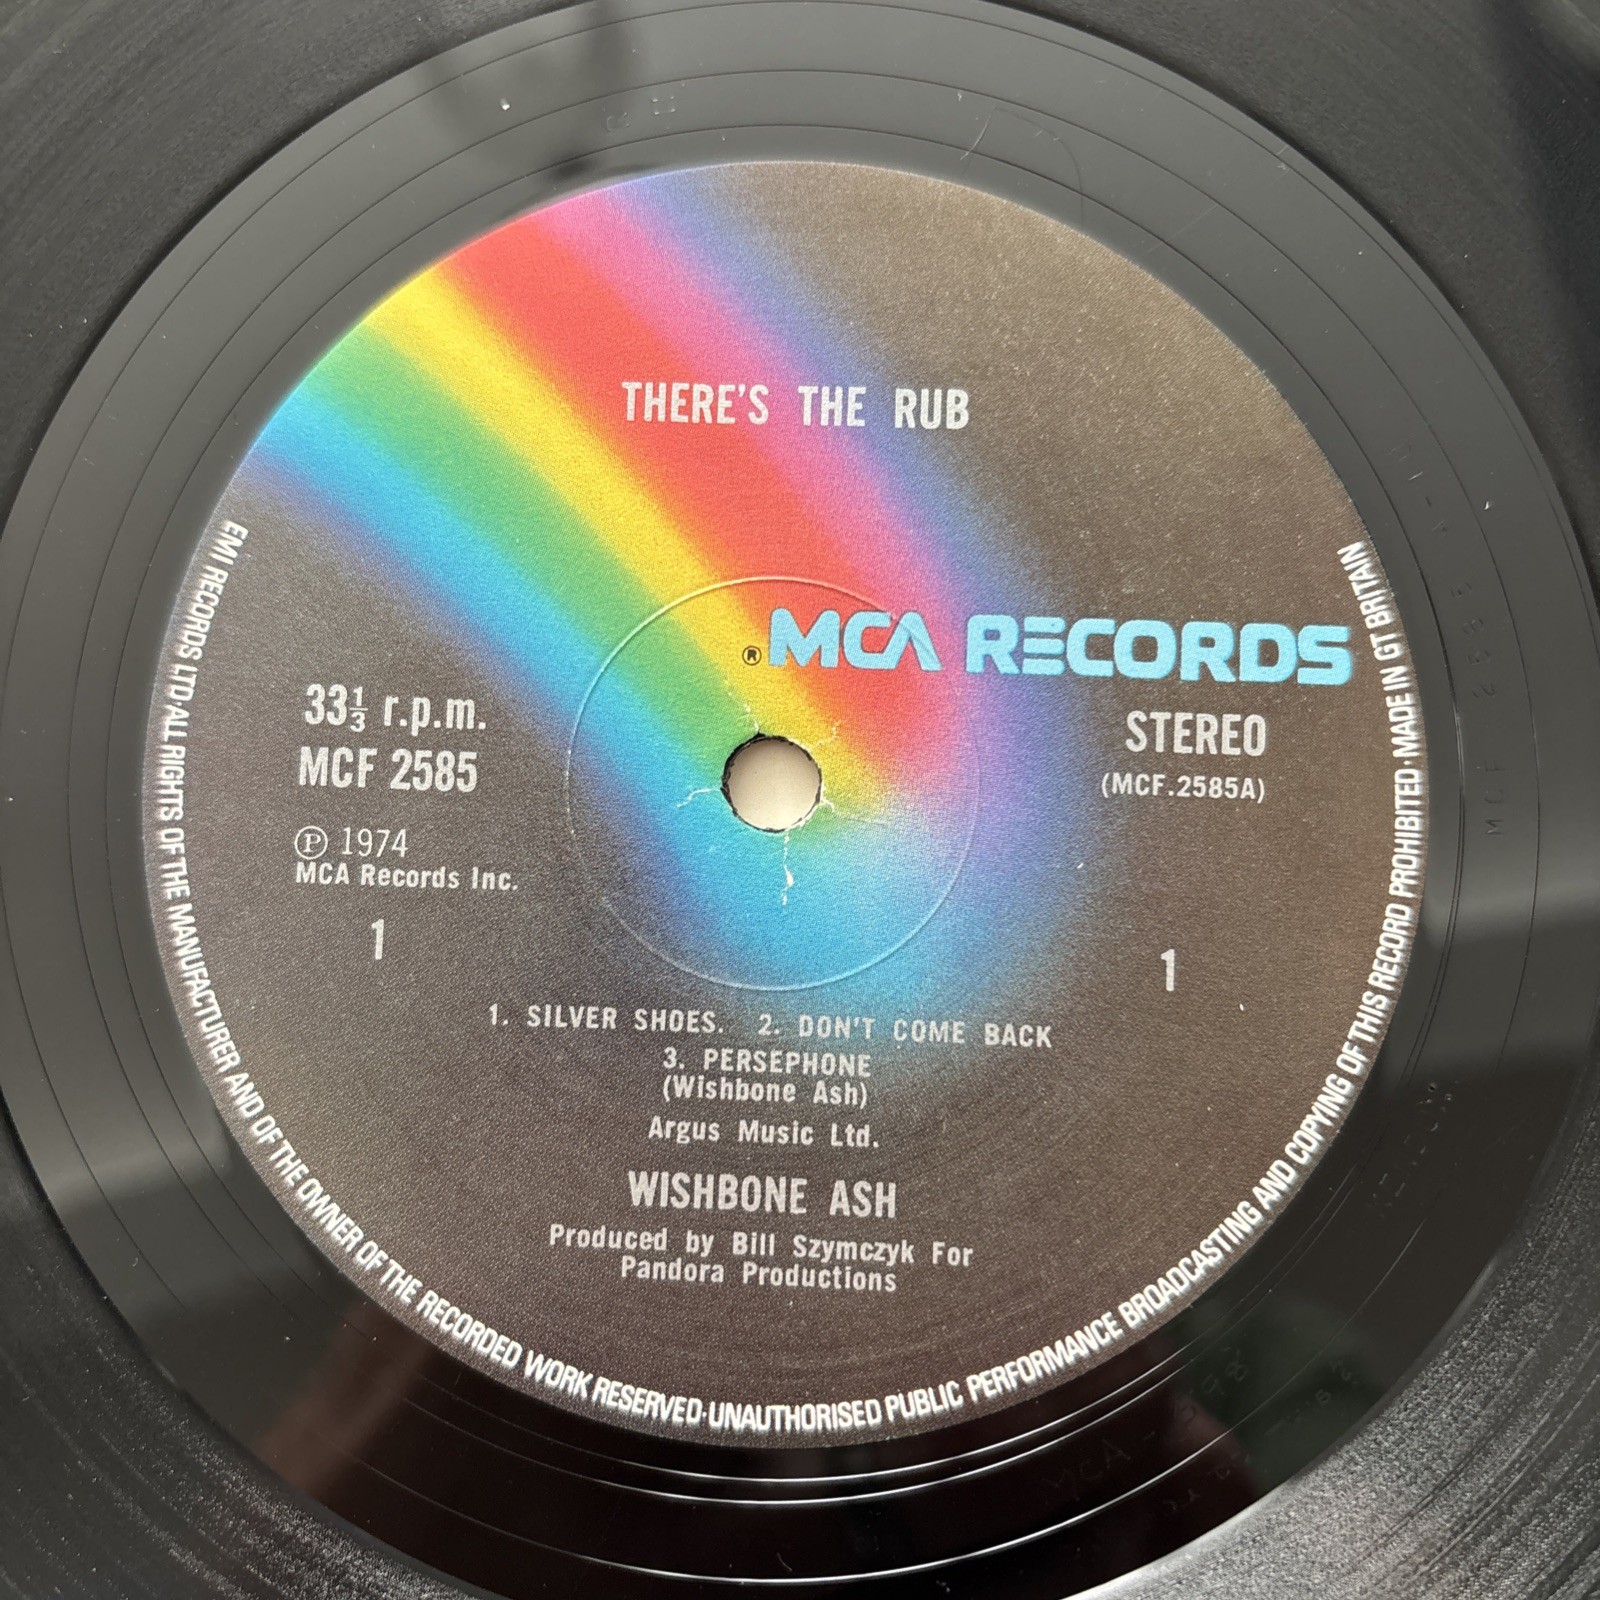 THERE'S THE RUB
® MCA RECORDS
33⅓ r.p.m.
MCF 2585
STEREO
(MCF.2585A)
Ⓟ 1974
MCA Records Inc.
1
1
1. SILVER SHOES. 2. DON'T COME BACK
3. PERSEPHONE
(Wishbone Ash)
Argus Music Ltd.
WISHBONE ASH
Produced by Bill Szymczyk For
Pandora Productions
EMI RECORDS LTD·ALL RIGHTS OF THE MANUFACTURER AND OF THE OWNER OF THE RECORDED WORK RESERVED·UNAUTHORISED PUBLIC PERFORMANCE BROADCASTING AND COPYING OF THIS RECORD PROHIBITED·MADE IN GT BRITAIN